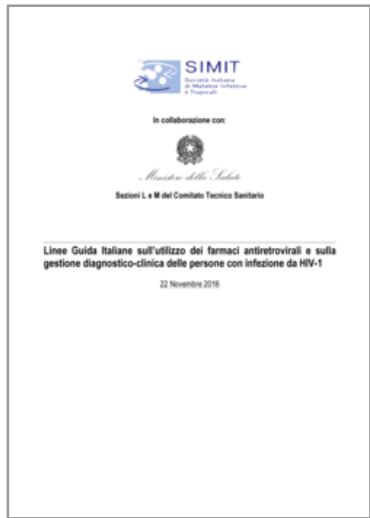 SIMIT
Società Italiana
di Malattie Infettive
e Tropicali
In collaborazione con:
Ministero della Salute
Sezioni L e M del Comitato Tecnico Sanitario
Linee Guida Italiane sull'utilizzo dei farmaci antiretrovirali e sulla
gestione diagnostico-clinica delle persone con infezione da HIV-1
22 Novembre 2016